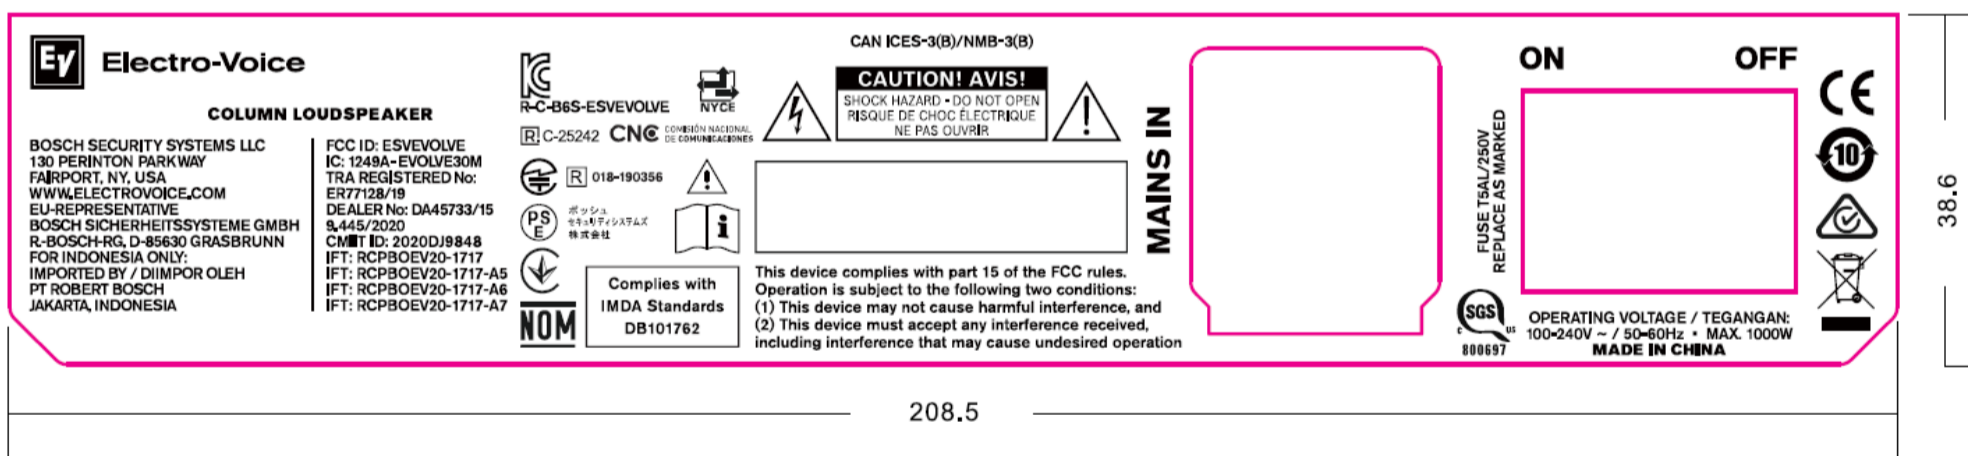 EV Electro-Voice
COLUMN LOUDSPEAKER
BOSCH SECURITY SYSTEMS LLC
130 PERINTON PARKWAY
FAIRPORT, NY, USA
WWW.ELECTROVOICE.COM
EU-REPRESENTATIVE
BOSCH SICHERHEITSSYSTEME GMBH
R.-BOSCH-RG, D-85630 GRASBRUNN
FOR INDONESIA ONLY:
IMPORTED BY / DIIMPOR OLEH
PT ROBERT BOSCH
JAKARTA, INDONESIA
FCC ID: ESVEVOLVE
IC: 1249A-EVOLVE30M
TRA REGISTERED No:
ER77128/19
DEALER No: DA45733/15
9.445/2020
CMIIT ID: 2020DJ9848
IFT: RCPBOEV20-1717
IFT: RCPBOEV20-1717-A5
IFT: RCPBOEV20-1717-A6
IFT: RCPBOEV20-1717-A7
R-C-B6S-ESVEVOLVE
NYCE
R! C-25242
CNC COMISIÓN NACIONAL
DE COMUNICACIONES
R 018-190356
PS
E
ボッシュ
セキュリティシステムズ
株式会社
i
NOM
Complies with
IMDA Standards
DB101762
CAN ICES-3(B)/NMB-3(B)
CAUTION! AVIS!
SHOCK HAZARD - DO NOT OPEN
RISQUE DE CHOC ÉLECTRIQUE
NE PAS OUVRIR
!
This device complies with part 15 of the FCC rules.
Operation is subject to the following two conditions:
(1) This device may not cause harmful interference, and
(2) This device must accept any interference received,
including interference that may cause undesired operation
MAINS IN
FUSE T5AL/250V
REPLACE AS MARKED
SGS
c us
800697
ON OFF
OPERATING VOLTAGE / TEGANGAN:
100-240V ~ / 50-60Hz • MAX. 1000W
MADE IN CHINA
CE
10
38.6
208.5